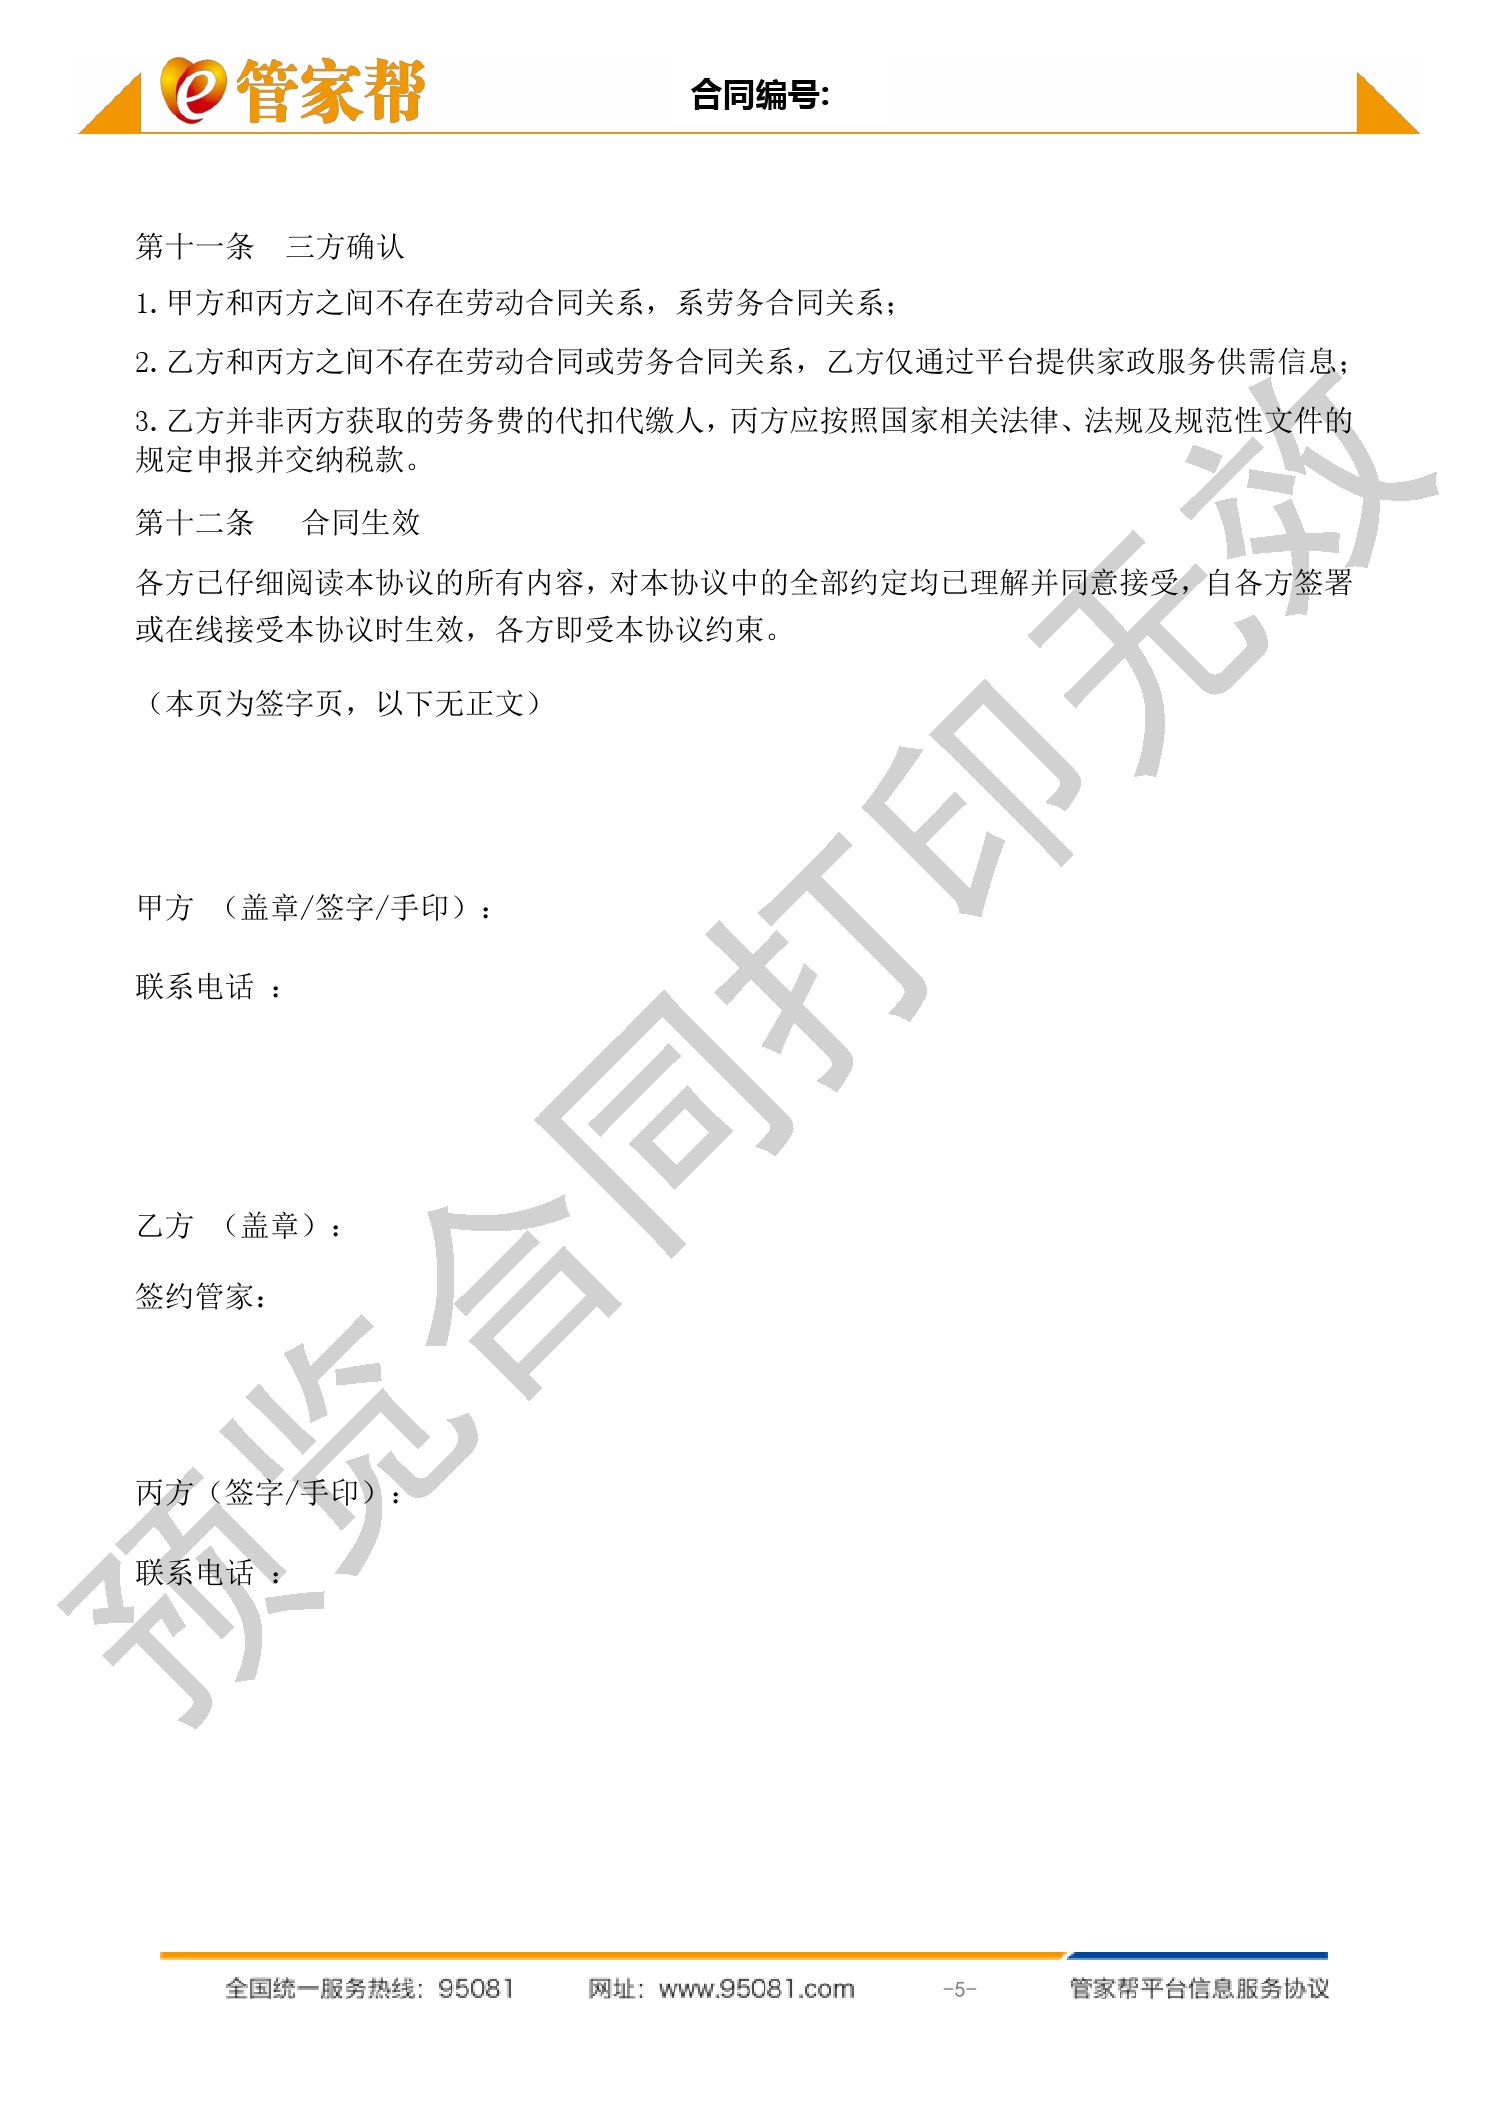 管家帮
合同编号:
第十一条 三方确认
1.甲方和丙方之间不存在劳动合同关系，系劳务合同关系；
2.乙方和丙方之间不存在劳动合同或劳务合同关系，乙方仅通过平台提供家政服务供需信息；
3.乙方并非丙方获取的劳务费的代扣代缴人，丙方应按照国家相关法律、法规及规范性文件的
规定申报并交纳税款。
第十二条 合同生效
各方已仔细阅读本协议的所有内容，对本协议中的全部约定均已理解并同意接受，自各方签署
或在线接受本协议时生效，各方即受本协议约束。
（本页为签字页，以下无正文）
甲方 （盖章/签字/手印）：
联系电话 ：
乙方 （盖章）：
签约管家：
丙方（签字/手印）：
联系电话 ：
预览合同打印无效
全国统一服务热线：95081 网址：www.95081.com -5- 管家帮平台信息服务协议